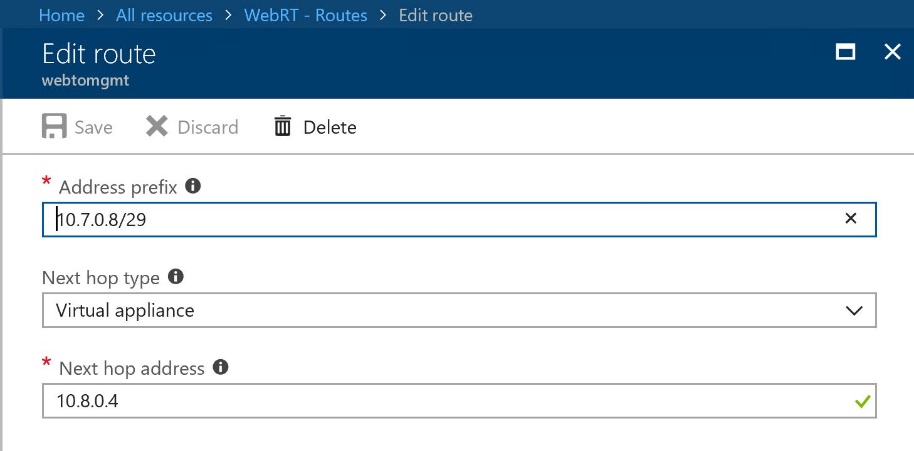 Home > All resources > WebRT - Routes > Edit route
Edit route
webtomgmt
Save Discard Delete
* Address prefix
10.7.0.8/29
Next hop type
Virtual appliance
* Next hop address
10.8.0.4